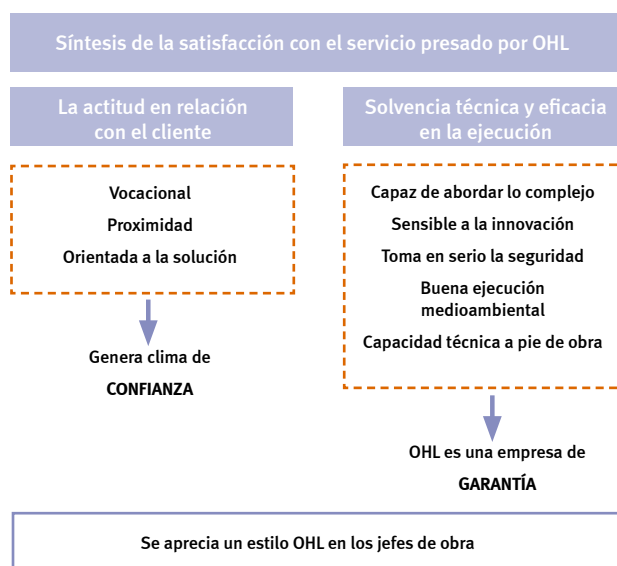 Síntesis de la satisfacción con el servicio presado por OHL
La actitud en relación
con el cliente
Vocacional
Proximidad
Orientada a la solución
Genera clima de
CONFIANZA
Solvencia técnica y eficacia
en la ejecución
Capaz de abordar lo complejo
Sensible a la innovación
Toma en serio la seguridad
Buena ejecución
medioambiental
Capacidad técnica a pie de obra
OHL es una empresa de
GARANTÍA
Se aprecia un estilo OHL en los jefes de obra